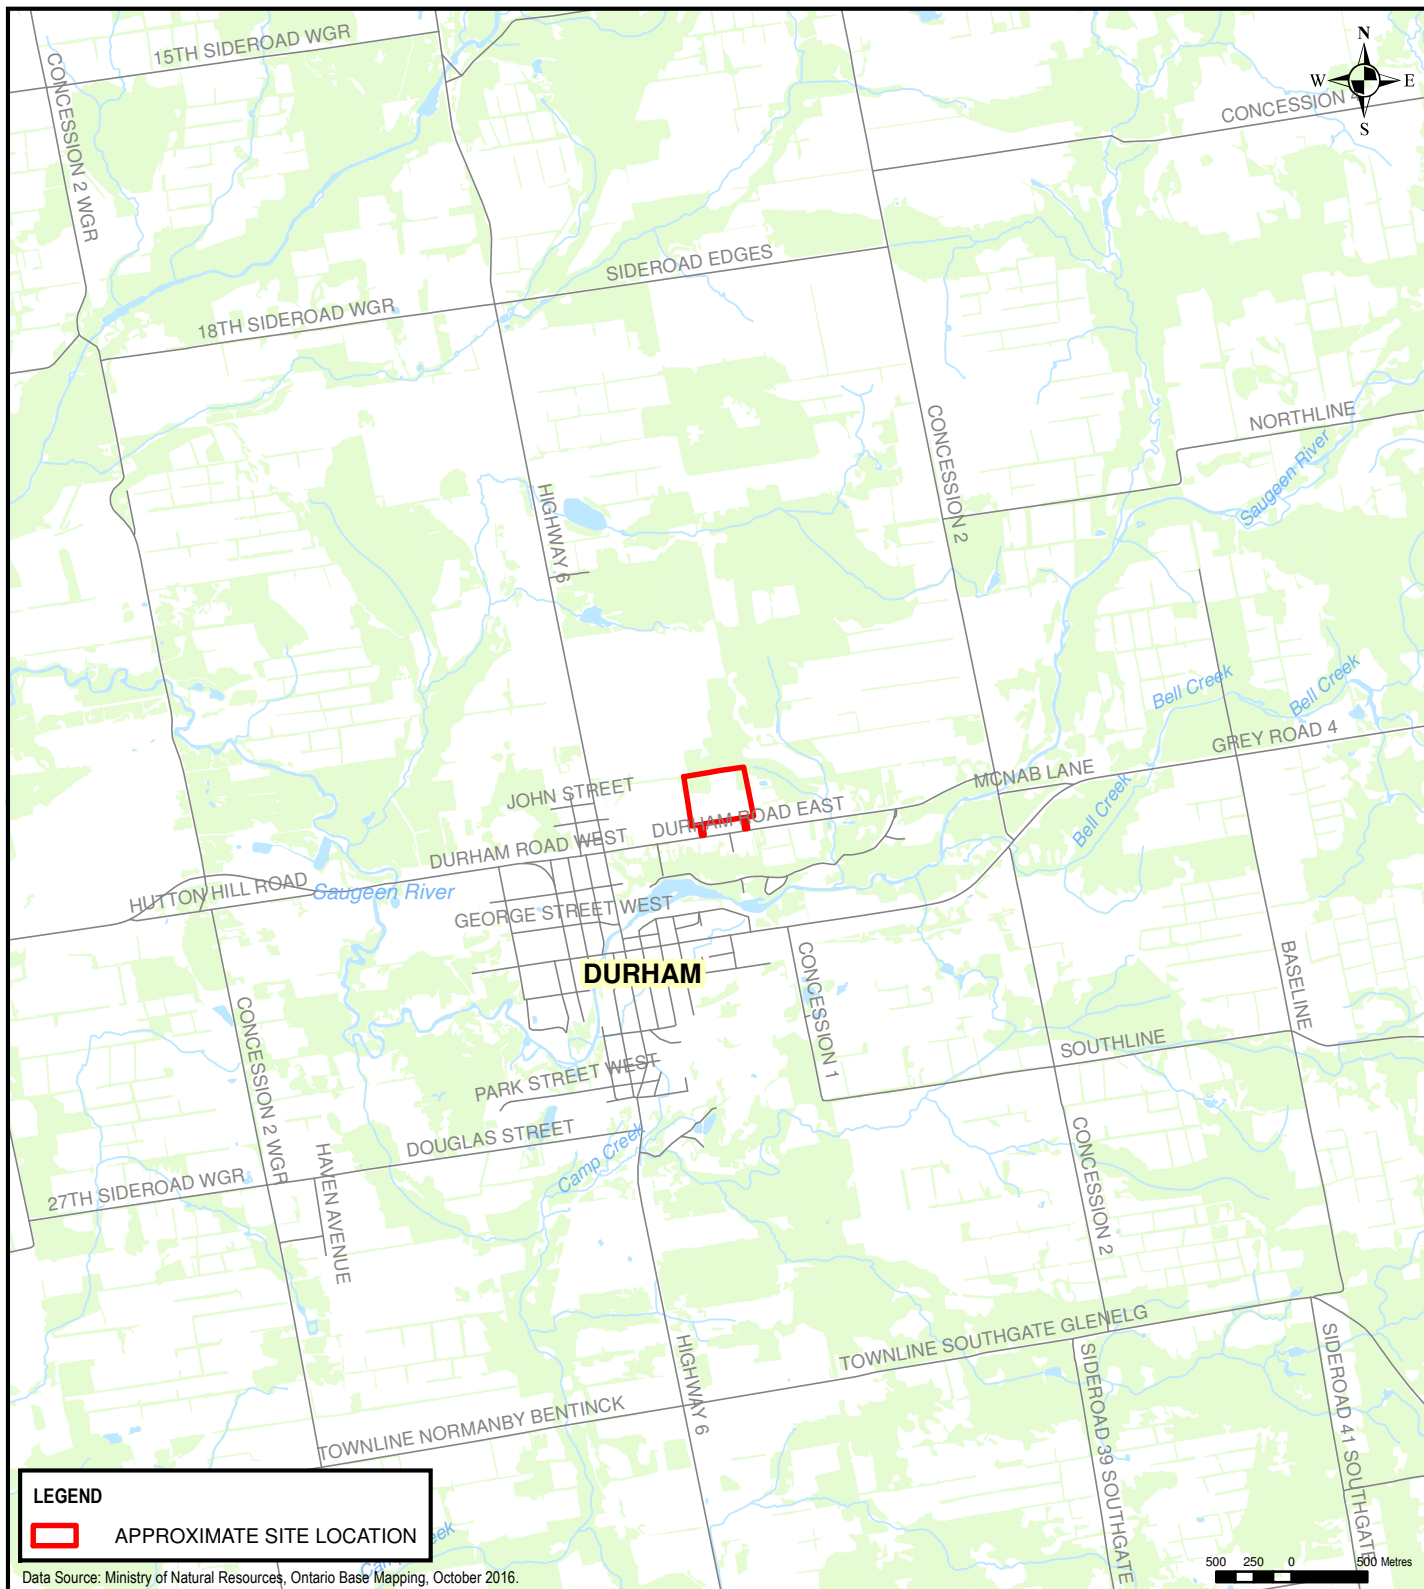 15TH SIDEROAD WGR
N
W
E
S
CONCESSION 2 WGR
CONCESSION 4
SIDEROAD EDGES
18TH SIDEROAD WGR
NORTHLINE
CONCESSION 2
Saugeen River
HIGHWAY 6
Bell Creek
Bell Creek
GREY ROAD 4
MCNAB LANE
JOHN STREET
DURHAM ROAD EAST
Bell Creek
DURHAM ROAD WEST
HUTTON HILL ROAD
Saugeen River
GEORGE STREET WEST
DURHAM
CONCESSION 1
BASELINE
CONCESSION 2 WGR
SOUTHLINE
PARK STREET WEST
DOUGLAS STREET
Camp Creek
CONCESSION 2
27TH SIDEROAD WGR
HAVEN AVENUE
TOWNLINE SOUTHGATE GLENELG
HIGHWAY 6
SIDEROAD 39 SOUTHGATE
SIDEROAD 41 SOUTHGATE
TOWNLINE NORMANBY BENTINCK
LEGEND
APPROXIMATE SITE LOCATION
500 250 0 500 Metres
Data Source: Ministry of Natural Resources, Ontario Base Mapping, October 2016.